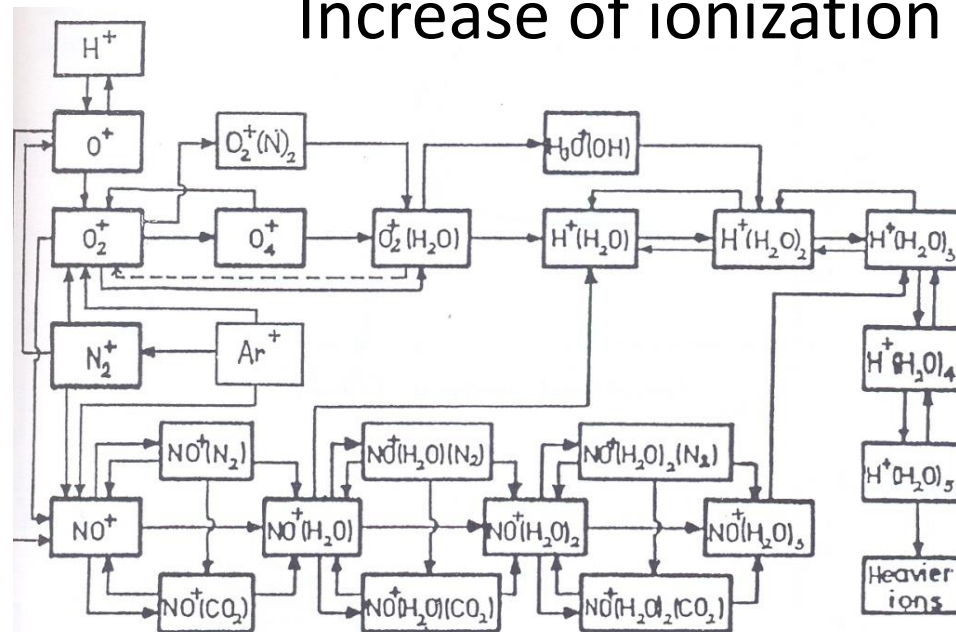 Increase of ionization
H⁺
O⁺
O₂⁺(N)₂
H₃O⁺(OH)
O₂⁺
O₄⁺
O₂⁺(H₂O)
H⁺(H₂O)
H⁺(H₂O)₂
H⁺(H₂O)₃
N₂⁺
Ar⁺
H⁺(H₂O)₄
NO⁺(N₂)
NO⁺(H₂O)(N₂)
NO⁺(H₂O)₂(N₂)
H⁺(H₂O)₅
NO⁺
NO⁺(H₂O)
NO⁺(H₂O)₂
NO⁺(H₂O)₃
NO⁺(CO₂)
NO⁺(H₂O)(CO₂)
NO⁺(H₂O)₂(CO₂)
Heavier
ions